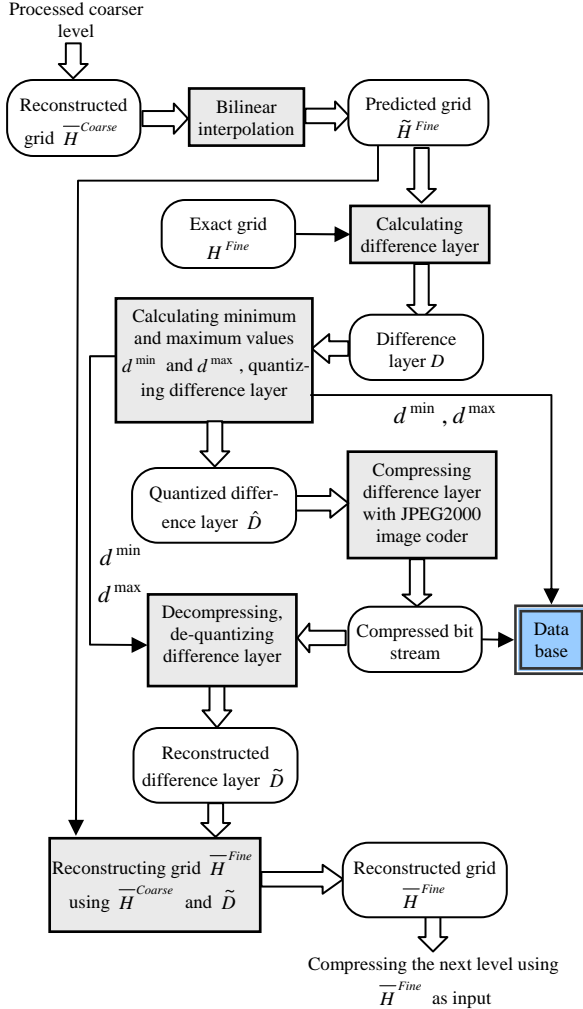 Processed coarser
level
Reconstructed
grid H̅^Coarse
Bilinear
interpolation
Predicted grid
H̃^Fine
Exact grid
H^Fine
Calculating
difference layer
Calculating minimum
and maximum values
d^min and d^max, quantiz-
ing difference layer
Difference
layer D
d^min, d^max
Quantized differ-
ence layer D̂
Compressing
difference layer
with JPEG2000
image coder
d^min
d^max
Decompressing,
de-quantizing
difference layer
Compressed bit
stream
Data
base
Reconstructed
difference layer D̃
Reconstructing grid H̅^Fine
using H̅^Coarse and D̃
Reconstructed grid
H̅^Fine
Compressing the next level using
H̅^Fine as input